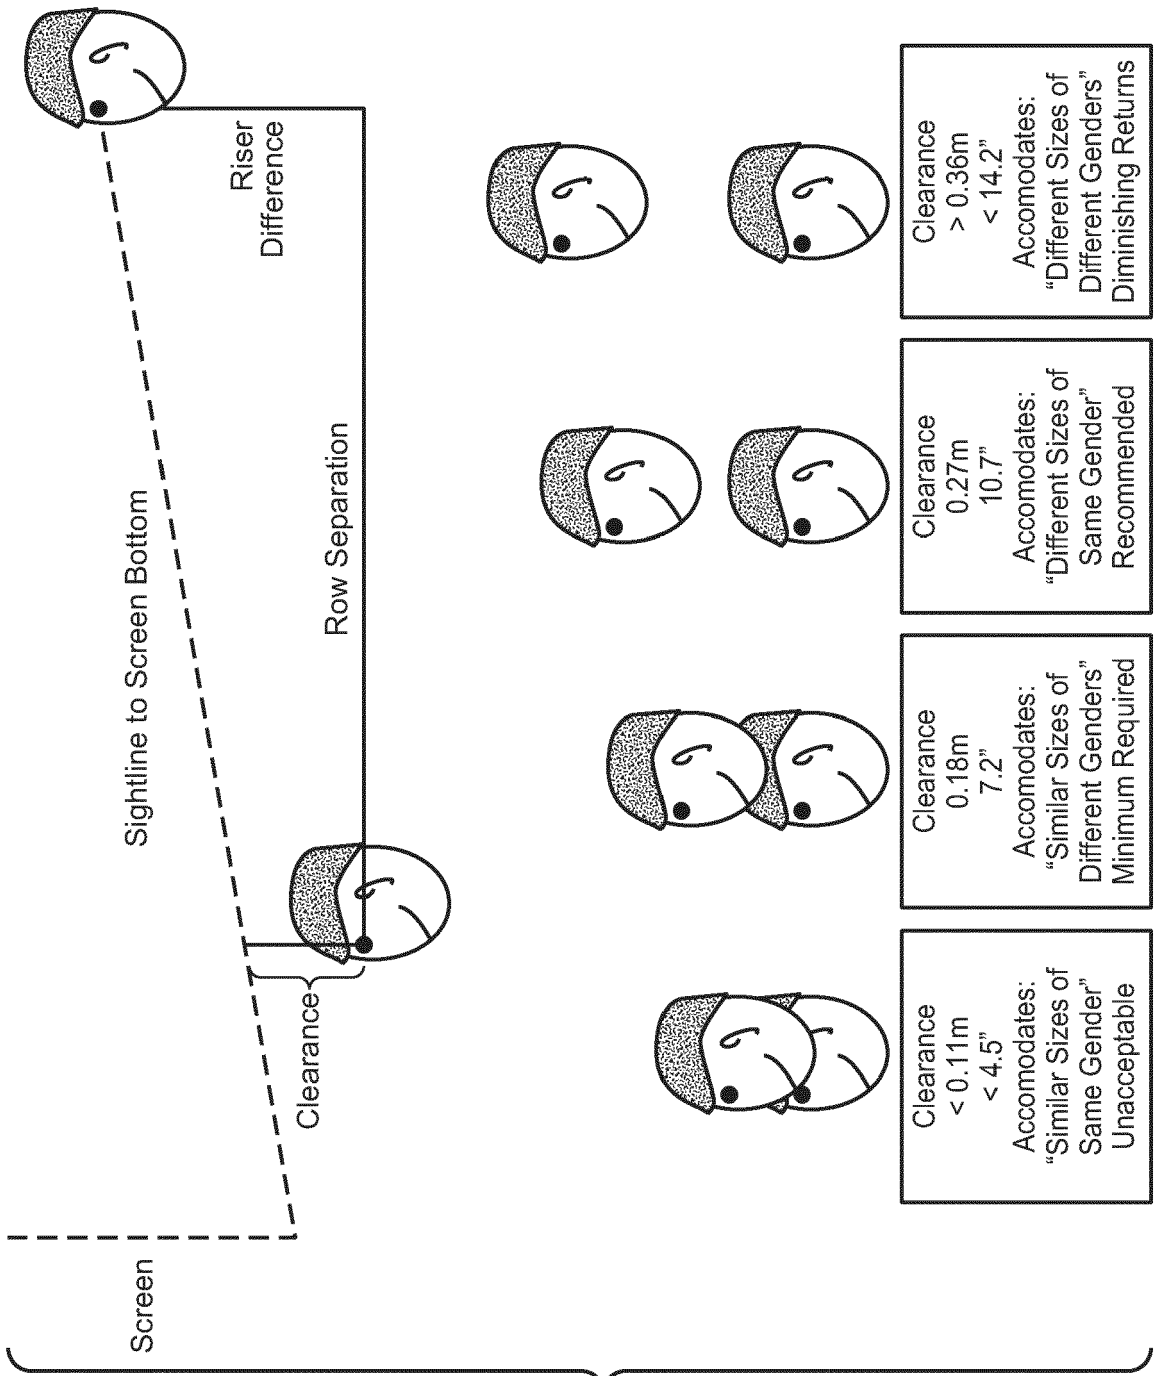 Screen
Sightline to Screen Bottom
Clearance
Row Separation
Riser
Difference
Clearance
< 0.11m
< 4.5”
Accomodates:
“Similar Sizes of
Same Gender”
Unacceptable
Clearance
0.18m
7.2”
Accomodates:
“Similar Sizes of
Different Genders”
Minimum Required
Clearance
0.27m
10.7”
Accomodates:
“Different Sizes of
Same Gender”
Recommended
Clearance
> 0.36m
< 14.2”
Accomodates:
“Different Sizes of
Different Genders”
Diminishing Returns